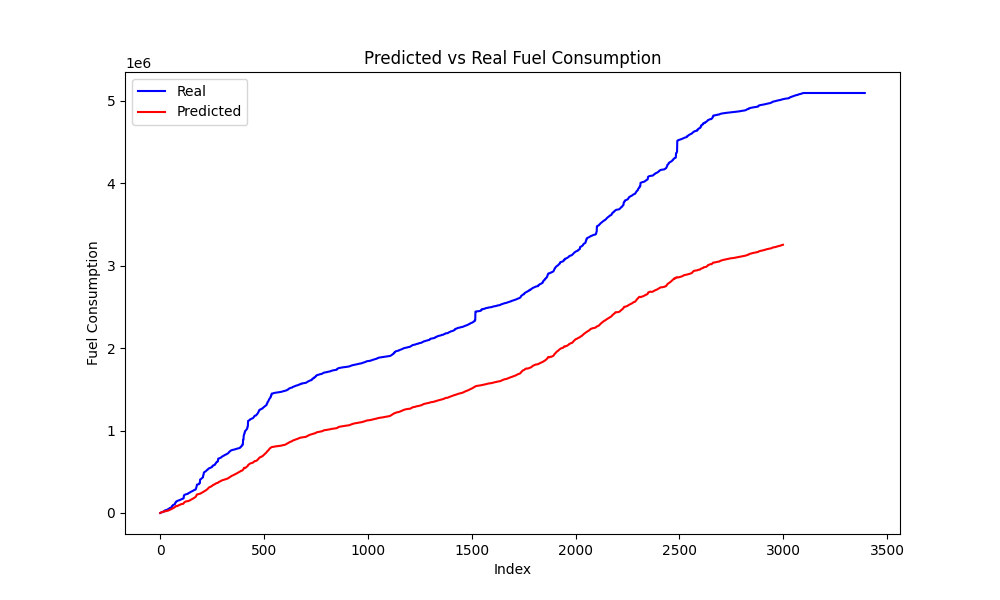 Predicted vs Real Fuel Consumption
1e6
Real
Predicted
5
4
3
2
1
0
Fuel Consumption
0 500 1000 1500 2000 2500 3000 3500
Index